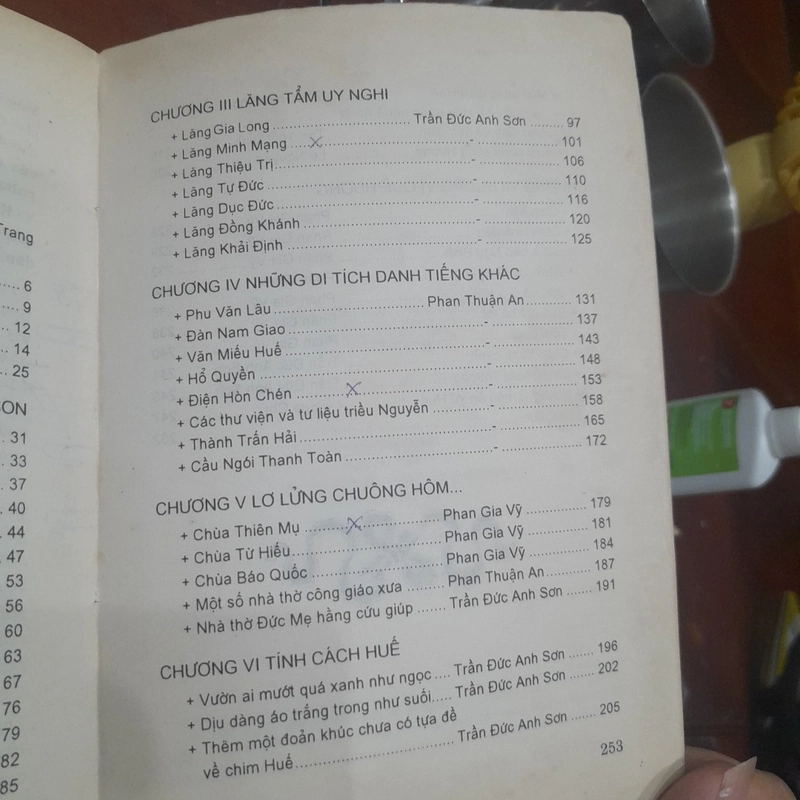 Trang
6
9
12
14
25
SON
31
33
37
40
44
47
53
56
60
63
67
76
79
82
85
CHƯƠNG III LĂNG TẨM UY NGHI
+ Lăng Gia Long .................................. Trần Đức Anh Sơn ......... 97
+ Lăng Minh Mạng .....x.....................................- ...................... 101
+ Lăng Thiệu Trị................................................- ...................... 106
+ Lăng Tự Đức ..................................................- ...................... 110
+ Lăng Dục Đức ................................................- ...................... 116
+ Lăng Đồng Khánh ..........................................- ...................... 120
+ Lăng Khải Định ..............................................- ...................... 125
CHƯƠNG IV NHỮNG DI TÍCH DANH TIẾNG KHÁC
+ Phu Văn Lâu ...................................... Phan Thuận An............ 131
+ Đàn Nam Giao ................................................- .................... 137
+ Văn Miếu Huế ................................................- .................... 143
+ Hổ Quyền .......................................................- .................... 148
+ Điện Hòn Chén ..............x..............................- .................... 153
+ Các thư viện và tư liệu triều Nguyễn ..............- .................... 158
+ Thành Trấn Hải ..............................................- .................... 165
+ Cầu Ngói Thanh Toàn.....................................- .................... 172
CHƯƠNG V LƠ LỬNG CHUÔNG HÔM...
+ Chùa Thiên Mụ ..........x..................... Phan Gia Vỹ ............... 179
+ Chùa Từ Hiếu..................................... Phan Gia Vỹ ............... 181
+ Chùa Báo Quốc ................................. Phan Gia Vỹ ............... 184
+ Một số nhà thờ công giáo xưa .......... Phan Thuận An............ 187
+ Nhà thờ Đức Mẹ hằng cứu giúp ....... Trần Đức Anh Sơn ....... 191
CHƯƠNG VI TÍNH CÁCH HUẾ
+ Vườn ai mướt quá xanh như ngọc .... Trần Đức Anh Sơn ....... 196
+ Dịu dàng áo trắng trong như suối..... Trần Đức Anh Sơn ....... 202
+ Thêm một đoản khúc chưa có tựa đề
về chim Huế....................................... Trần Đức Anh Sơn ....... 205
253